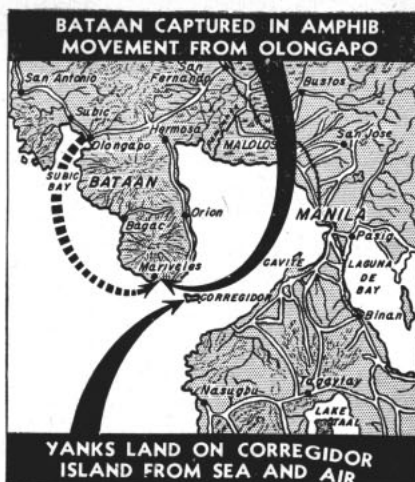 BATAAN CAPTURED IN AMPHIB
MOVEMENT FROM OLONGAPO
San Antonio
San
Fernando
Bustos
Subic
Olongapo
Hermosa
San Jose
MALOLOS
SUBIC
BAY
BATAAN
Orion
MANILA
Bagac
Pasig
CAVITE
LAGUNA
DE
BAY
Mariveles
CORREGIDOR
Binan
Nasugbu
Tagaytay
LAKE
TAAL
YANKS LAND ON CORREGIDOR
ISLAND FROM SEA AND AIR